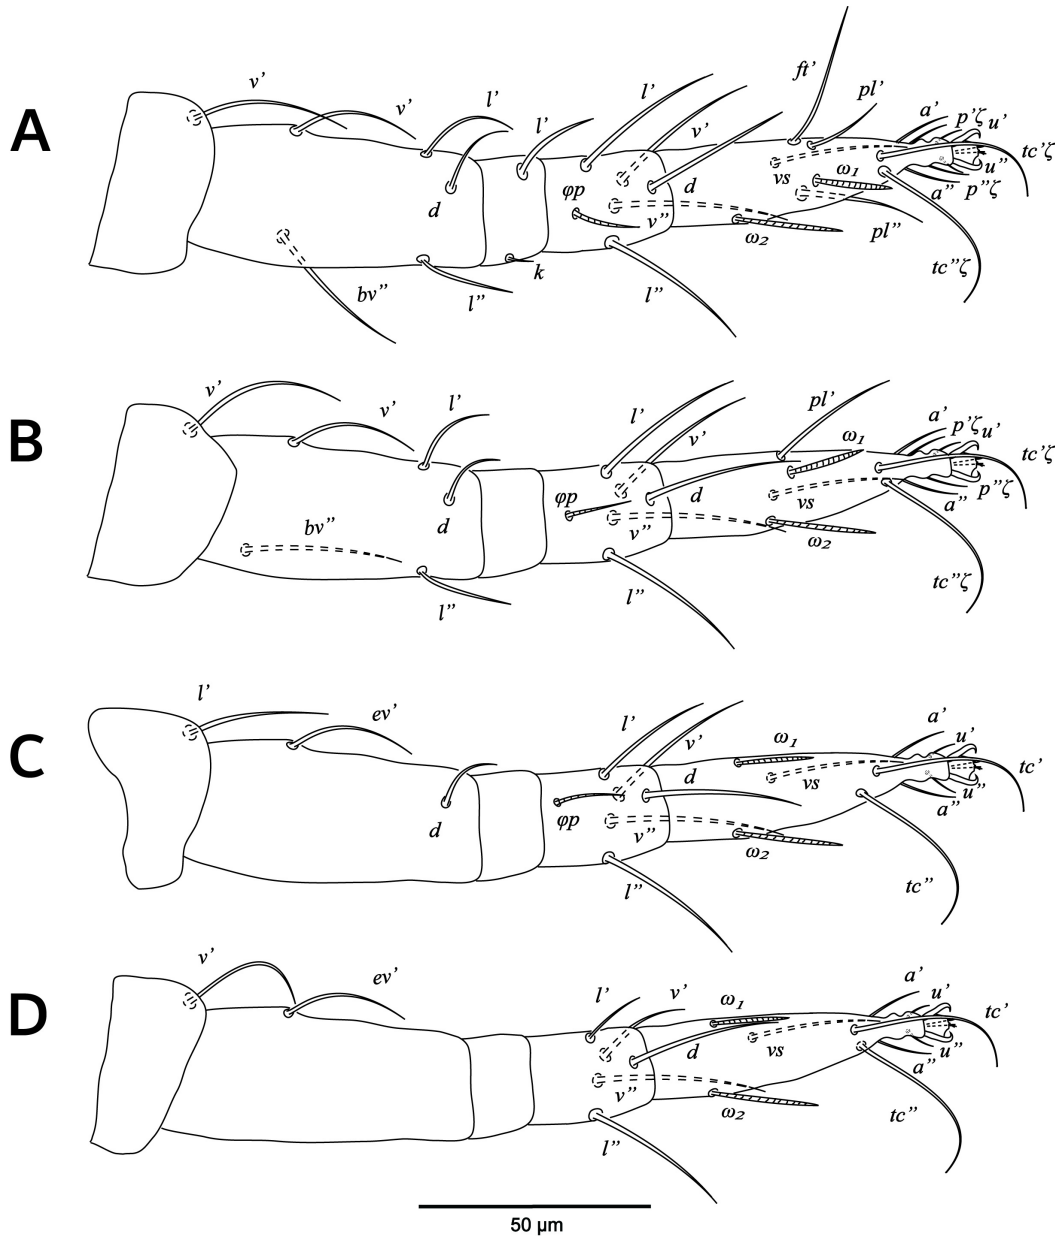 A
v’ v’ l’ l’ l’ v’ ft’ pl’ a’ p’ζ u’ tc’ζ
d φp d v” vs ω1 ω2 u” a” p”ζ
bv” l” k l” pl” tc”ζ
B
v’ v’ l’ l’ v’ pl’ ω1 a’ p’ζ u’ tc’ζ
bv” d φp d v” vs ω2 a” p”ζ
l” l” tc”ζ
C
l’ ev’ l’ v’ d ω1 a’ u’ tc’
d φp v” vs ω2 u” a”
l” tc”
D
v’ ev’ l’ v’ ω1 a’ u’ tc’
d v” vs ω2 u” a”
l” tc”
50 µm